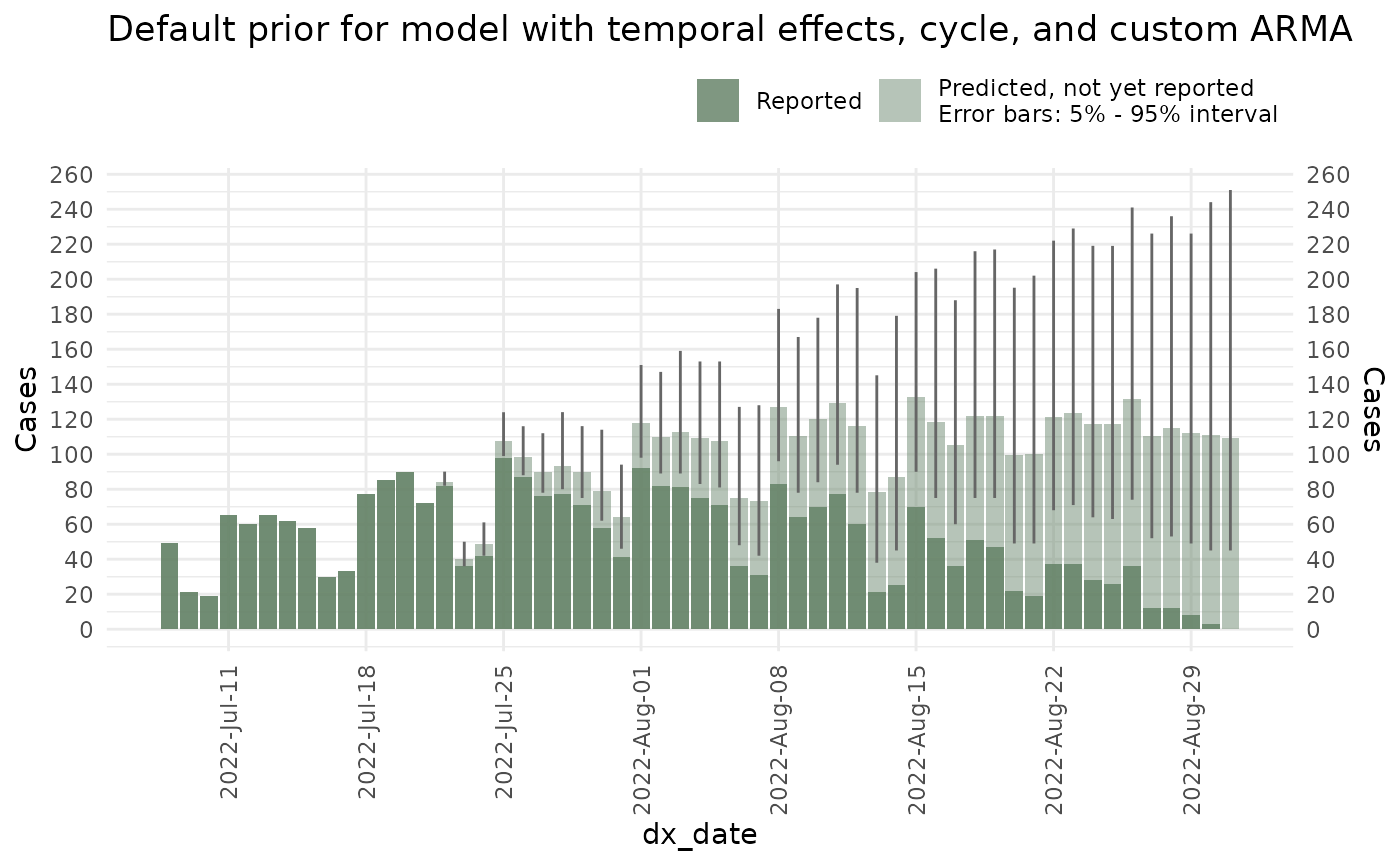 Default prior for model with temporal effects, cycle, and custom ARMA
Reported
Predicted, not yet reported
Error bars: 5% - 95% interval
260
240
220
200
180
160
140
120
100
80
60
40
20
0
Cases
260
240
220
200
180
160
140
120
100
80
60
40
20
0
Cases
2022-Jul-11
2022-Jul-18
2022-Jul-25
2022-Aug-01
2022-Aug-08
2022-Aug-15
2022-Aug-22
2022-Aug-29
dx_date